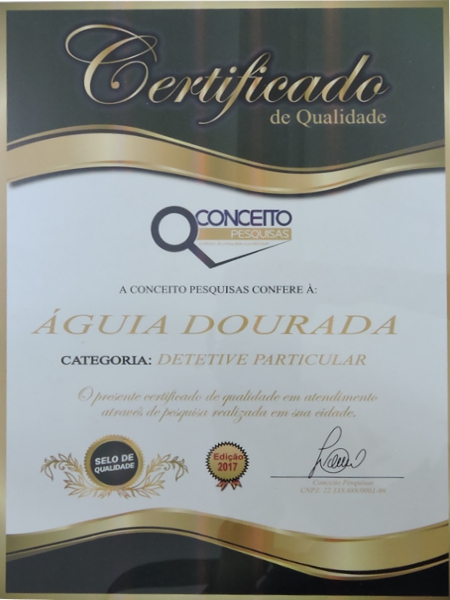 Certificado
de Qualidade
CONCEITO
PESQUISAS
A CONCEITO PESQUISAS CONFERE À:
ÁGUIA DOURADA
CATEGORIA: DETETIVE PARTICULAR
O presente certificado de qualidade em atendimento
através de pesquisa realizada em sua cidade.
SELO DE
QUALIDADE
Edição
2017
Conceito Pesquisas